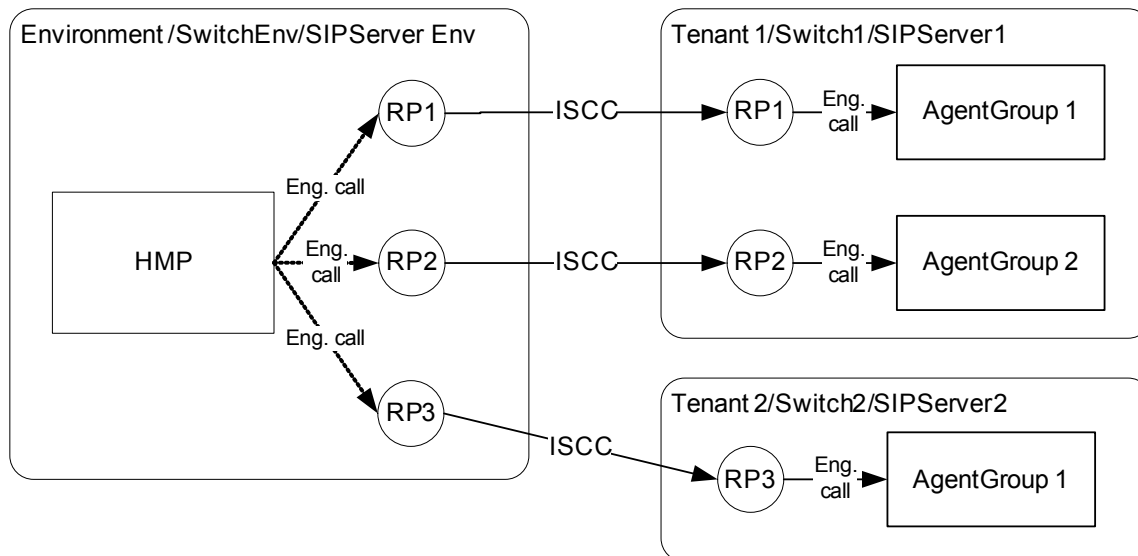 Environment/SwitchEnv/SIPServer Env
Tenant 1/Switch1/SIPServer1
RP1
ISCC
RP1
Eng.
call
AgentGroup 1
Eng. call
HMP
Eng.
call
RP2
ISCC
RP2
Eng.
call
AgentGroup 2
Eng. call
RP3
ISCC
Tenant 2/Switch2/SIPServer2
RP3
Eng.
call
AgentGroup 1